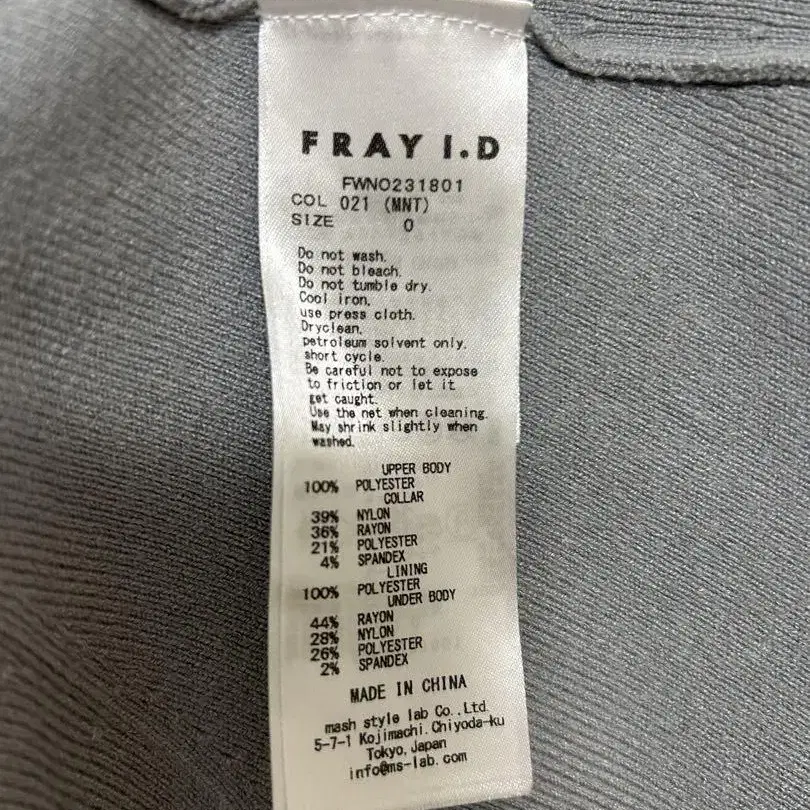 FRAY I.D
FWNO231801
COL 021 (MNT)
SIZE 0
Do not wash.
Do not bleach.
Do not tumble dry.
Cool iron,
use press cloth.
Dryclean,
petroleum solvent only,
short cycle.
Be careful not to expose
to friction or let it
get caught.
Use the net when cleaning.
May shrink slightly when
washed.
UPPER BODY
100% POLYESTER
COLLAR
39% NYLON
36% RAYON
21% POLYESTER
4% SPANDEX
LINING
100% POLYESTER
UNDER BODY
44% RAYON
28% NYLON
26% POLYESTER
2% SPANDEX
MADE IN CHINA
mash style lab Co.,Ltd.
5-7-1 Kojimachi,Chiyoda-ku
Tokyo,Japan
info@ms-lab.com